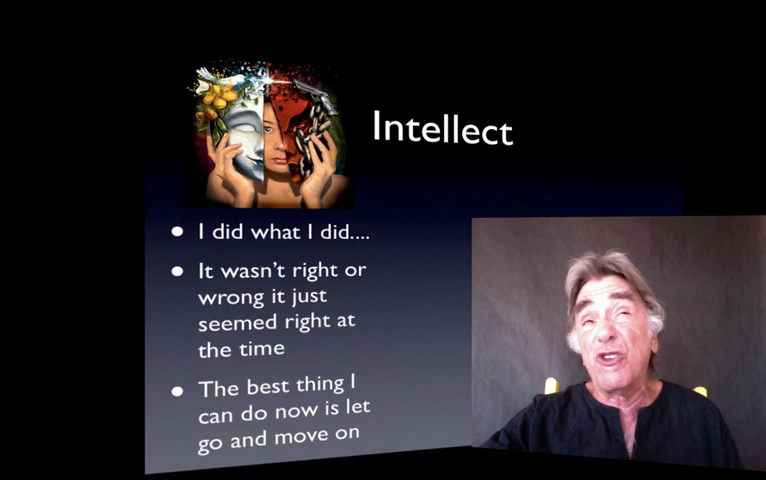 Intellect
• I did what I did....
• It wasn't right or
wrong it just
seemed right at
the time
• The best thing I
can do now is let
go and move on